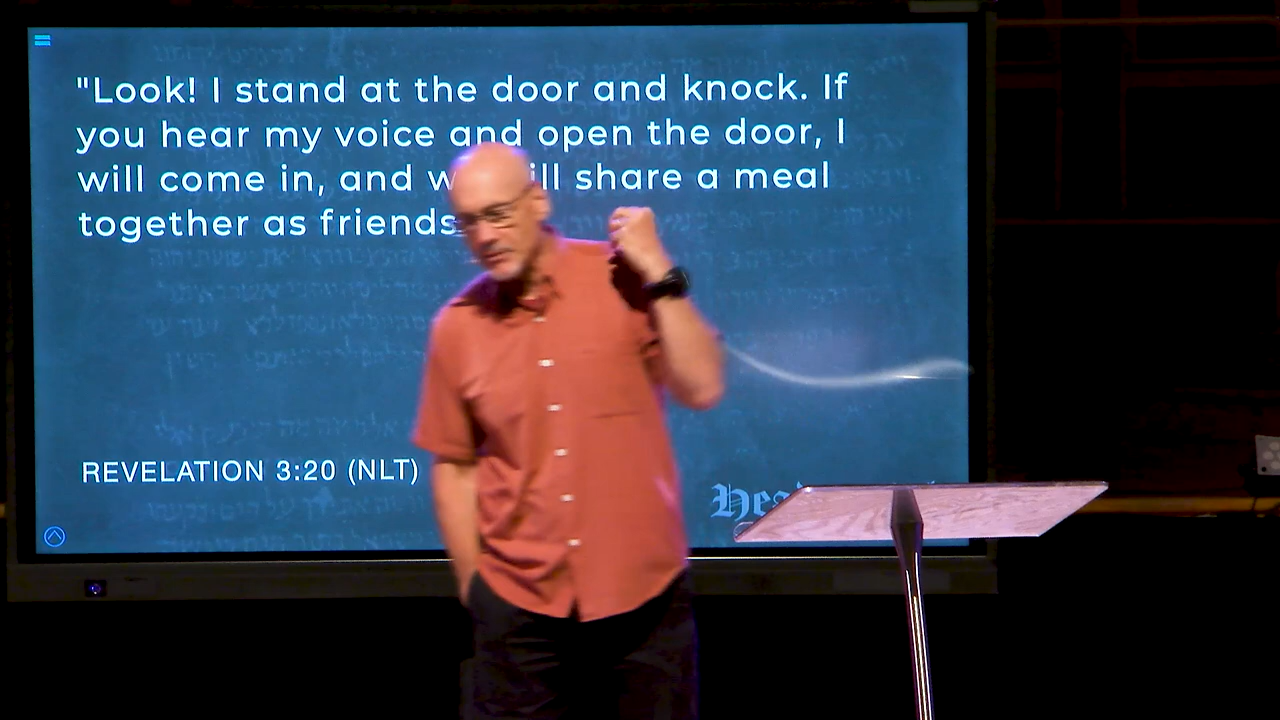 "Look! I stand at the door and knock. If
you hear my voice and open the door, I
will come in, and share a meal
together as friends
REVELATION 3:20 (NLT)